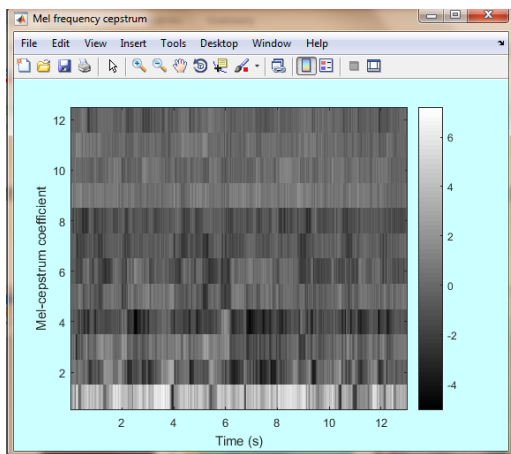 Mel frequency cepstrum
File Edit View Insert Tools Desktop Window Help
12
10
8
6
4
2
Mel-cepstrum coefficient
2 4 6 8 10 12
Time (s)
6
4
2
0
-2
-4